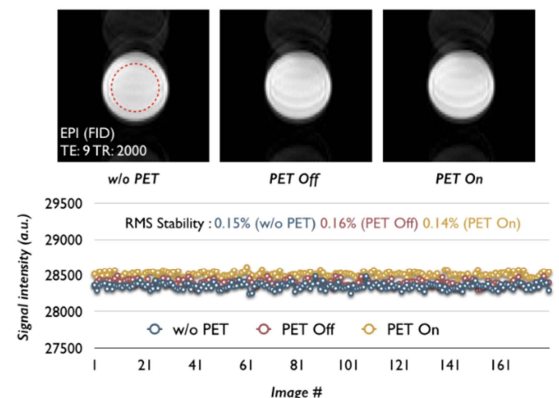 EPI (FID)
TE: 9 TR: 2000
w/o PET PET Off PET On
29500
RMS Stability : 0.15% (w/o PET) 0.16% (PET Off) 0.14% (PET On)
29000
28500
28000
w/o PET PET Off PET On
27500
1 21 41 61 81 101 121 141 161
Signal intensity (a.u.)
Image #